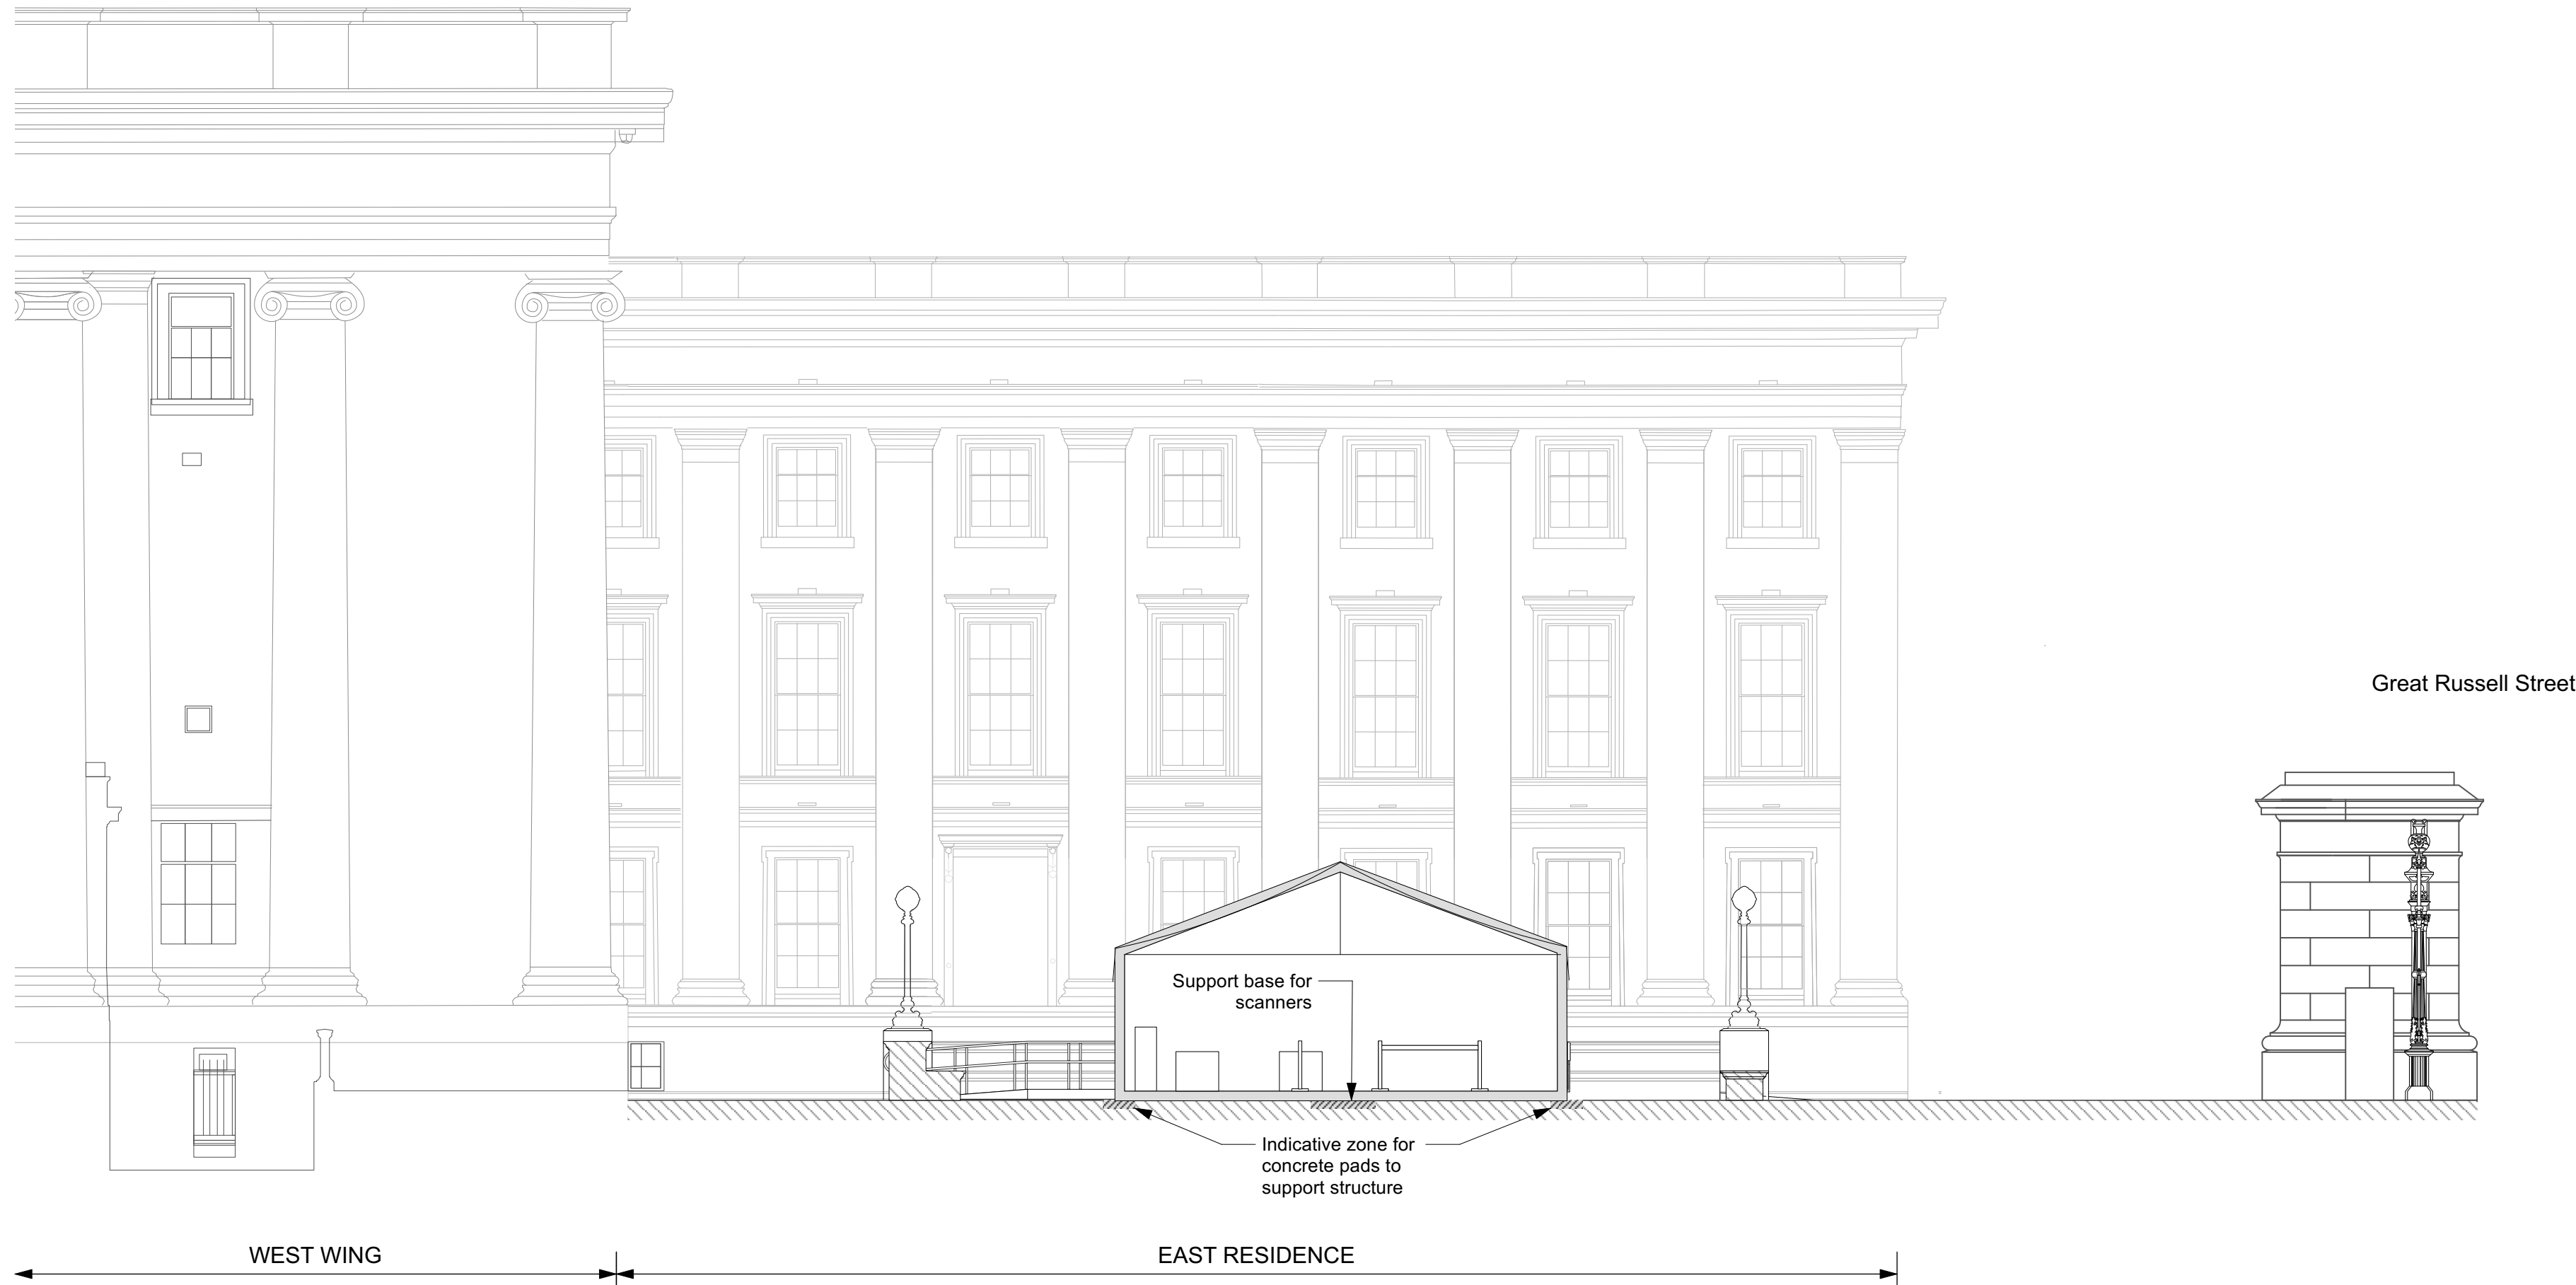 Great Russell Street
Support base for
scanners
Indicative zone for
concrete pads to
support structure
WEST WING
EAST RESIDENCE